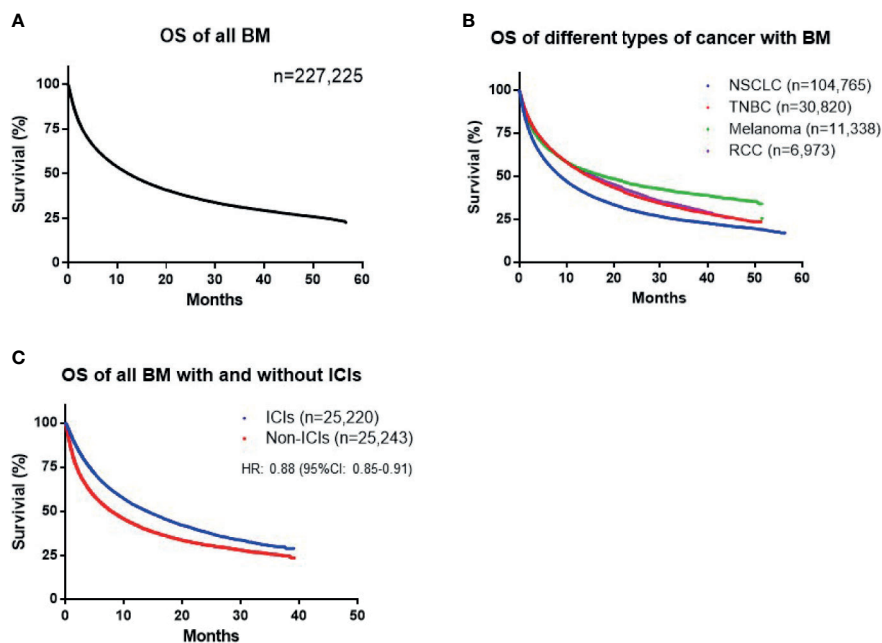 A
OS of all BM
n=227,225
100
75
50
25
0
Survivial (%)
0 10 20 30 40 50 60
Months
B
OS of different types of cancer with BM
NSCLC (n=104,765)
TNBC (n=30,820)
Melanoma (n=11,338)
RCC (n=6,973)
100
75
50
25
0
Survivial (%)
0 10 20 30 40 50 60
Months
C
OS of all BM with and without ICIs
ICIs (n=25,220)
Non-ICIs (n=25,243)
HR: 0.88 (95%CI: 0.85-0.91)
100
75
50
25
0
Survivial (%)
0 10 20 30 40 50
Months